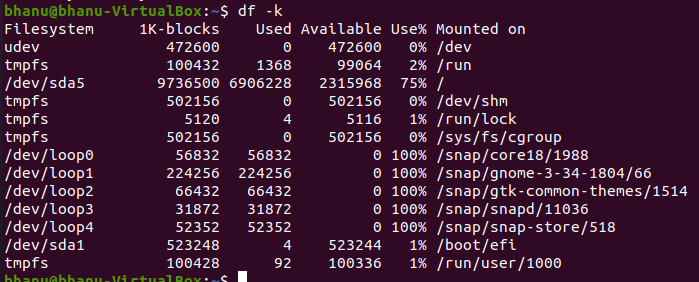 bhanu@bhanu-VirtualBox:~$ df -k
Filesystem     1K-blocks    Used Available Use% Mounted on
udev              472600       0    472600   0% /dev
tmpfs             100432    1368     99064   2% /run
/dev/sda5        9736500 6906228   2315968  75% /
tmpfs             502156       0    502156   0% /dev/shm
tmpfs               5120       4      5116   1% /run/lock
tmpfs             502156       0    502156   0% /sys/fs/cgroup
/dev/loop0         56832   56832         0 100% /snap/core18/1988
/dev/loop1        224256  224256         0 100% /snap/gnome-3-34-1804/66
/dev/loop2         66432   66432         0 100% /snap/gtk-common-themes/1514
/dev/loop3         31872   31872         0 100% /snap/snapd/11036
/dev/loop4         52352   52352         0 100% /snap/snap-store/518
/dev/sda1         523248       4    523244   1% /boot/efi
tmpfs             100428      92    100336   1% /run/user/1000
bhanu@bhanu-VirtualBox:~$